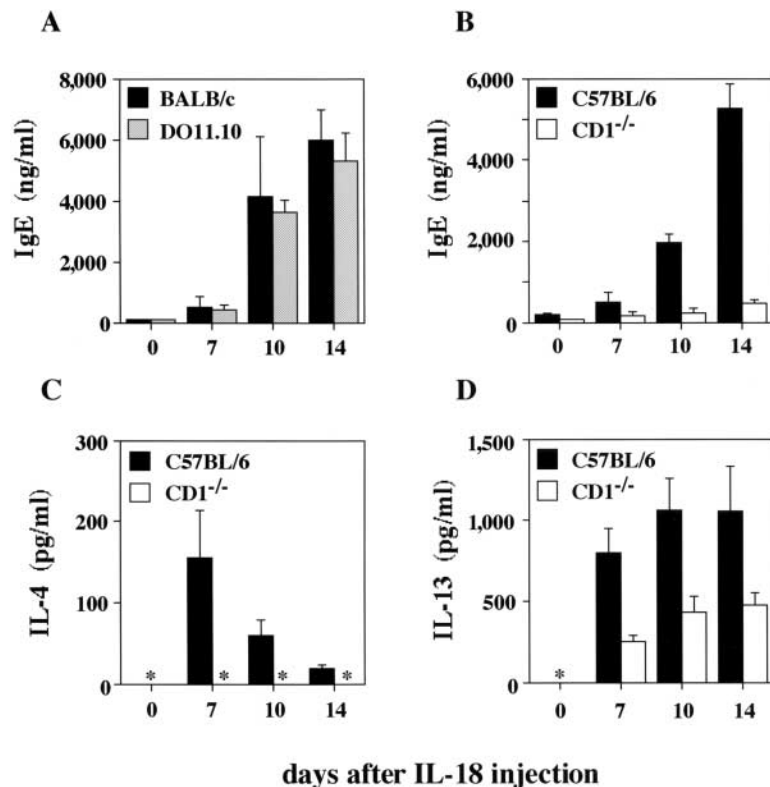 A
IgE (ng/ml)
8,000
6,000
4,000
2,000
0
BALB/c
DO11.10
0 7 10 14
B
IgE (ng/ml)
6,000
4,000
2,000
0
C57BL/6
CD1-/-
0 7 10 14
C
IL-4 (pg/ml)
300
200
100
0
C57BL/6
CD1-/-
* * * *
0 7 10 14
D
IL-13 (pg/ml)
1,500
1,000
500
0
C57BL/6
CD1-/-
*
0 7 10 14
days after IL-18 injection